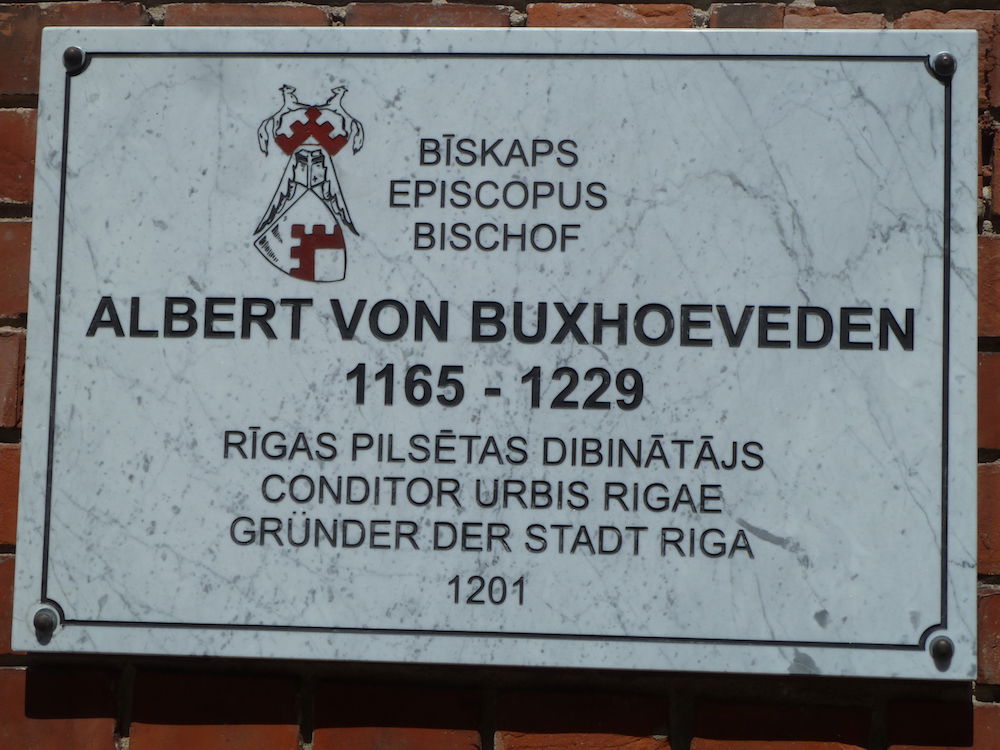 BĪSKAPS
EPISCOPUS
BISCHOF
ALBERT VON BUXHOEVEDEN
1165 - 1229
RĪGAS PILSĒTAS DIBINĀTĀJS
CONDITOR URBIS RIGAE
GRÜNDER DER STADT RIGA
1201